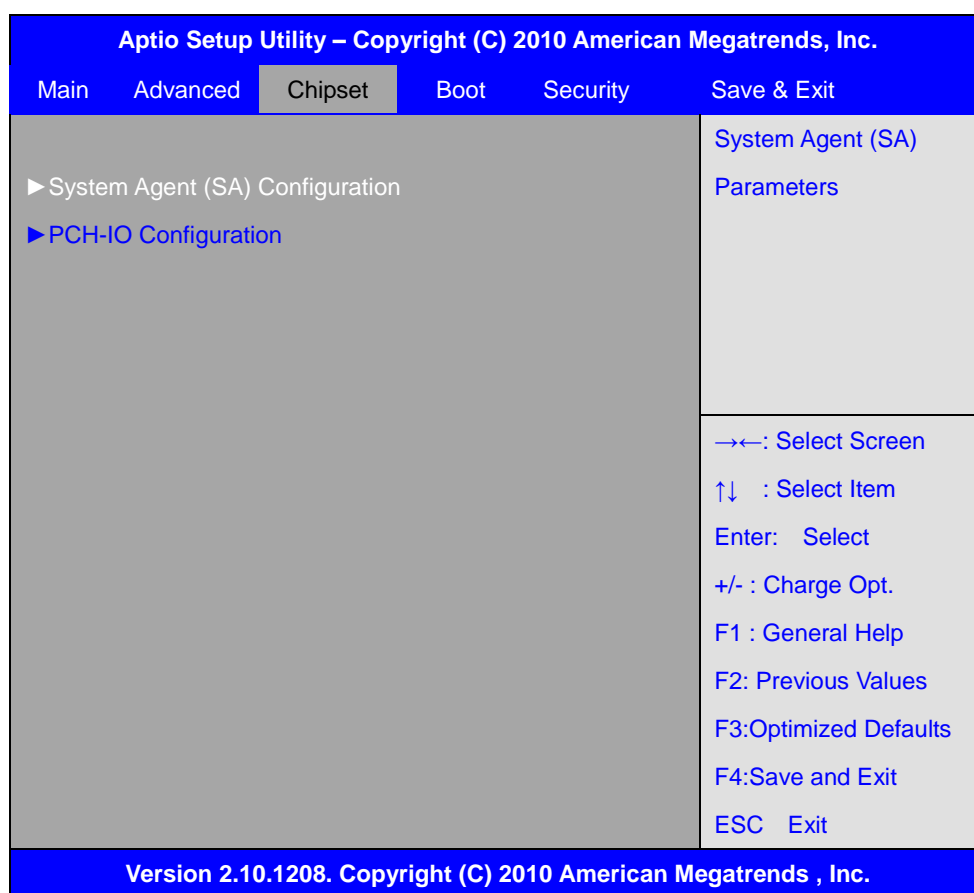 Aptio Setup Utility – Copyright (C) 2010 American Megatrends, Inc.
Main Advanced Chipset Boot Security Save & Exit
►System Agent (SA) Configuration
►PCH-IO Configuration
System Agent (SA)
Parameters
→←: Select Screen
↑↓ : Select Item
Enter: Select
+/- : Charge Opt.
F1 : General Help
F2: Previous Values
F3:Optimized Defaults
F4:Save and Exit
ESC Exit
Version 2.10.1208. Copyright (C) 2010 American Megatrends , Inc.